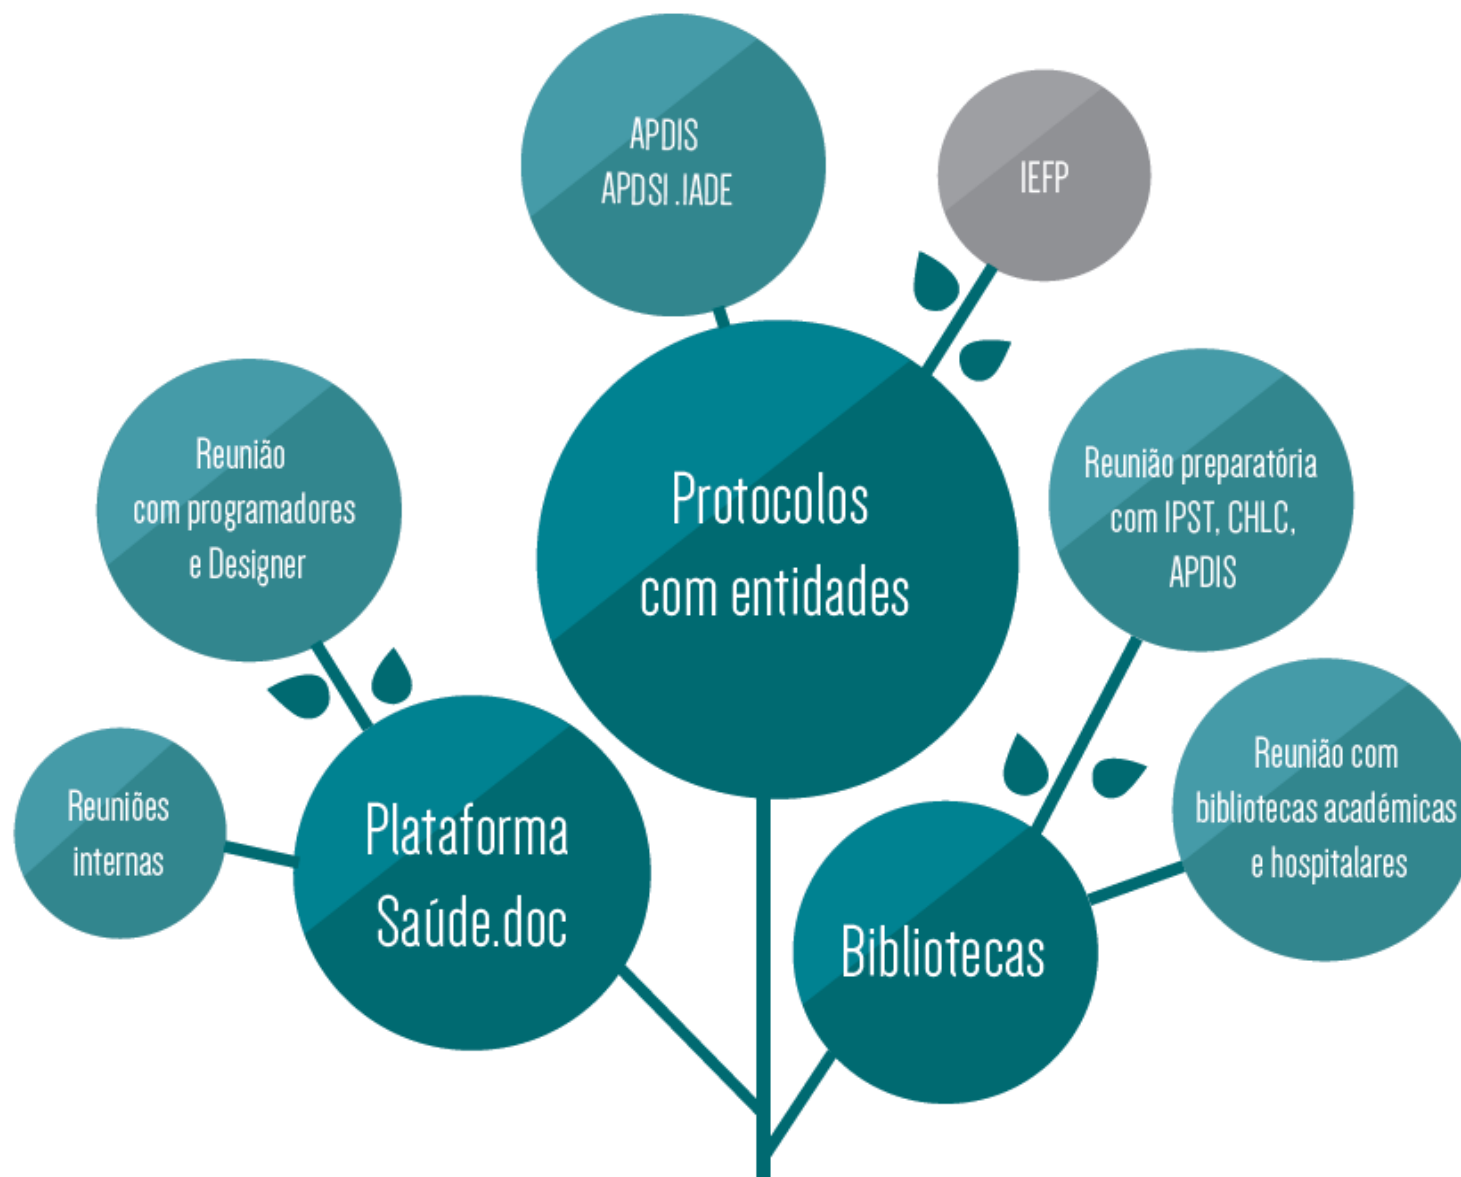 APDIS
APDSI .IADE
IEFP
Protocolos
com entidades
Reunião
com programadores
e Designer
Reunião preparatória
com IPST, CHLC,
APDIS
Reuniões
internas
Plataforma
Saúde.doc
Reunião com
bibliotecas académicas
e hospitalares
Bibliotecas